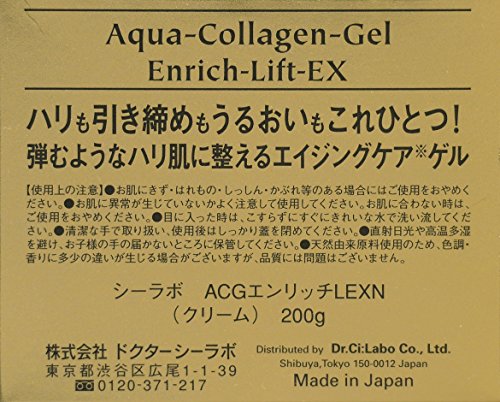 Aqua-Collagen-Gel
Enrich-Lift-EX
ハリも引き締めもうるおいもこれひとつ!
弾むようなハリ肌に整えるエイジングケア※ゲル
【使用上の注意】●お肌にきず・はれもの・しっしん・かぶれ等のある場合にはご使用をおやめください。●お肌に異常が生じていないかよく注意して使用してください。お肌に合わない時は、ご使用をおやめください。●目に入った時は、こすらずにすぐにきれいな水で洗い流してください。●清潔な手で取り扱い、使用後はしっかり蓋を閉めてください。●直射日光や高温多湿を避け、お子様の手の届かないところに保管してください。●天然由来原料使用のため、色調・香りに多少の違いが生じる場合がございますが、品質には問題はございません。
シーラボ ACGエンリッチLEXN
(クリーム) 200g
株式会社 ドクターシーラボ
東京都渋谷区広尾1-1-39
0120-371-217
Distributed by Dr.Ci:Labo Co., Ltd.
Shibuya,Tokyo 150-0012 JAPAN
Made in Japan